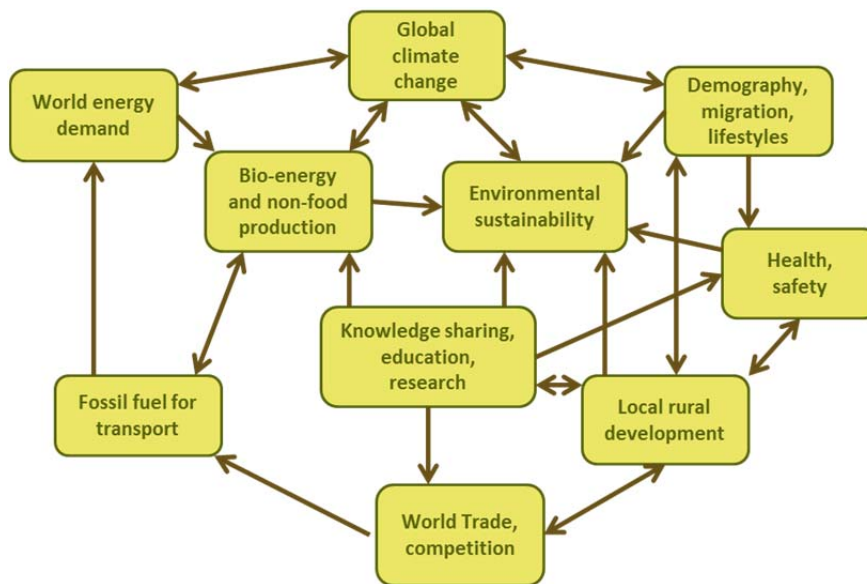 Global
climate
change
World energy
demand
Demography,
migration,
lifestyles
Bio-energy
and non-food
production
Environmental
sustainability
Health,
safety
Knowledge sharing,
education,
research
Fossil fuel for
transport
Local rural
development
World Trade,
competition